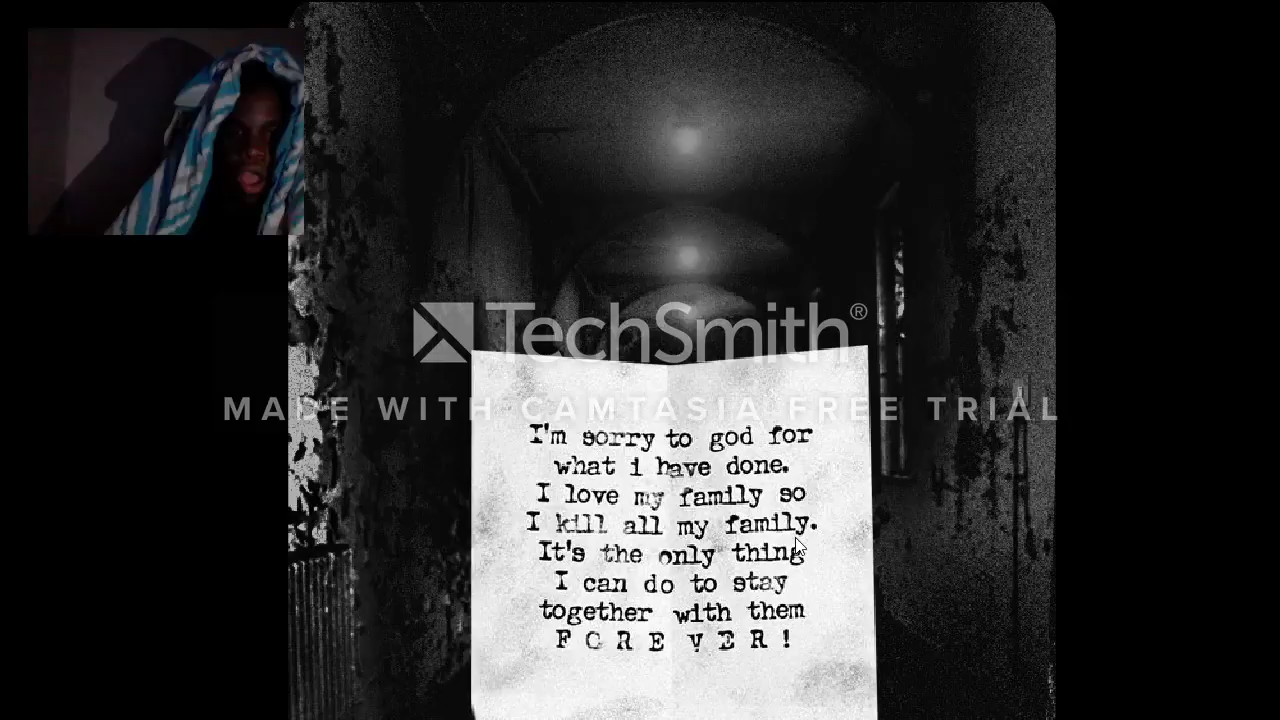 TechSmith®
MADE WITH CAMTASIA FREE TRIAL
I'm sorry to god for
what i have done.
I love my family so
I kill all my family.
It's the only thing
I can do to stay
together with them
F O R E V E R !